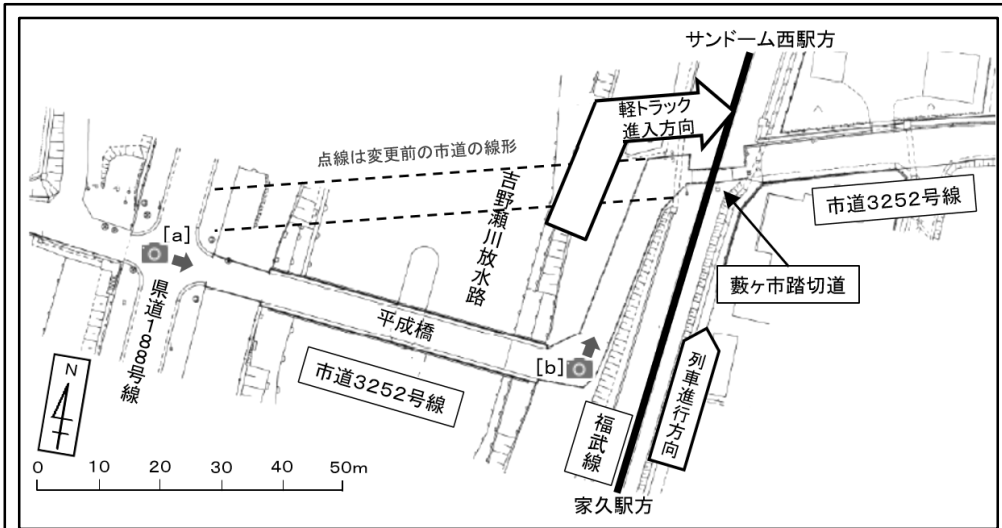 サンドーム西駅方
軽トラック
進入方向
点線は変更前の市道の線形
吉野瀬川放水路
市道3252号線
[a]
藪ヶ市踏切道
県道188号線
平成橋
[b]
市道3252号線
列車進行方向
福武線
N
0 10 20 30 40 50m
家久駅方